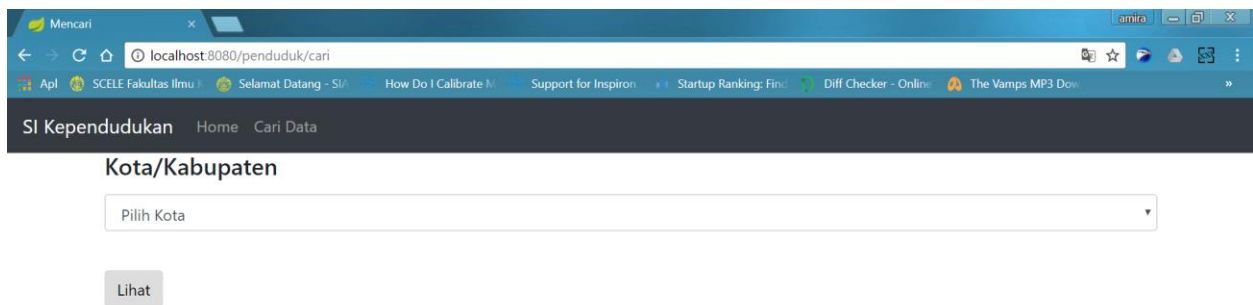 Mencari
amira
localhost:8080/penduduk/cari
Apl SCELE Fakultas Ilmu Selamat Datang - SIA How Do I Calibrate M Support for Inspiron Startup Ranking: Find Diff Checker - Online The Vamps MP3 Dow
SI Kependudukan Home Cari Data
Kota/Kabupaten
Pilih Kota
Lihat